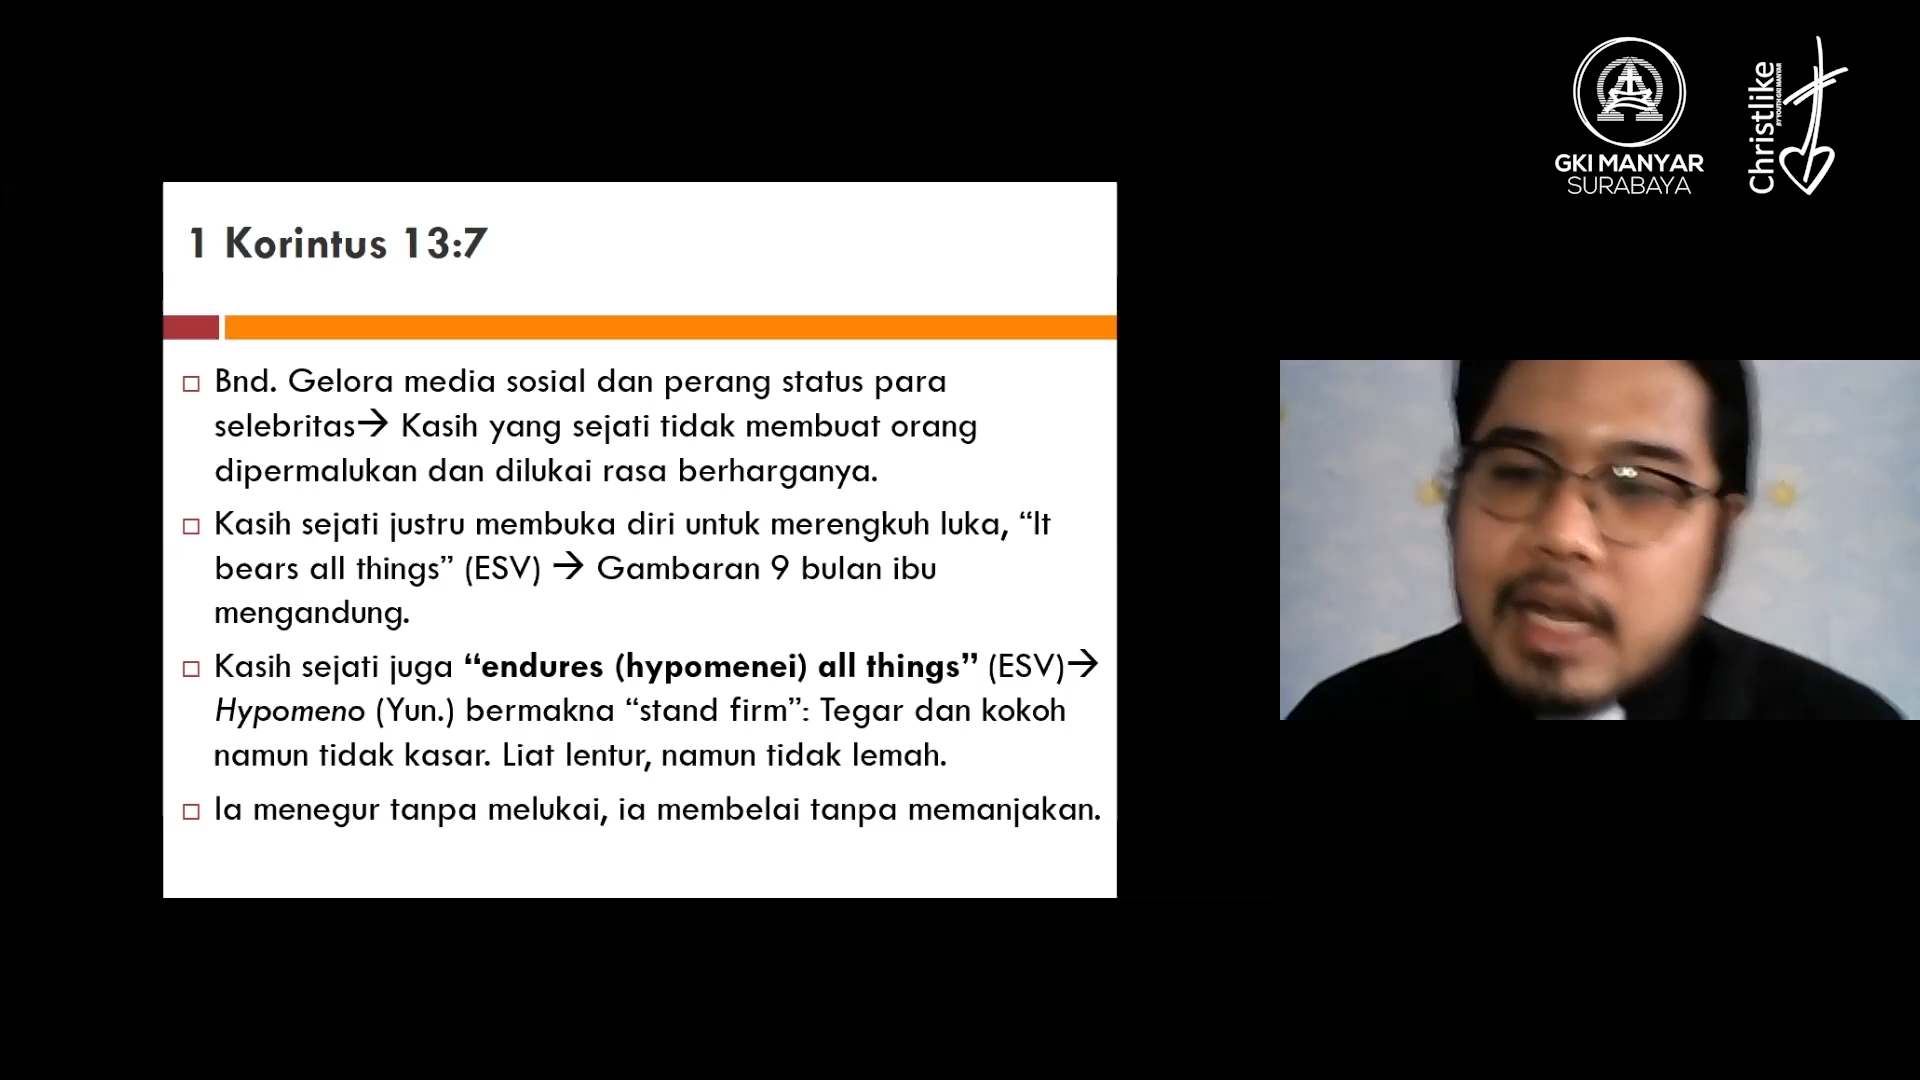 GKI MANYAR
SURABAYA
Christlike
1 Korintus 13:7
□ Bnd. Gelora media sosial dan perang status para
selebritas→ Kasih yang sejati tidak membuat orang
dipermalukan dan dilukai rasa berharganya.
□ Kasih sejati justru membuka diri untuk merengkuh luka, “It
bears all things” (ESV) → Gambaran 9 bulan ibu
mengandung.
□ Kasih sejati juga “endures (hypomenei) all things” (ESV)→
Hypomeno (Yun.) bermakna “stand firm”: Tegar dan kokoh
namun tidak kasar. Liat lentur, namun tidak lemah.
□ Ia menegur tanpa melukai, ia membelai tanpa memanjakan.